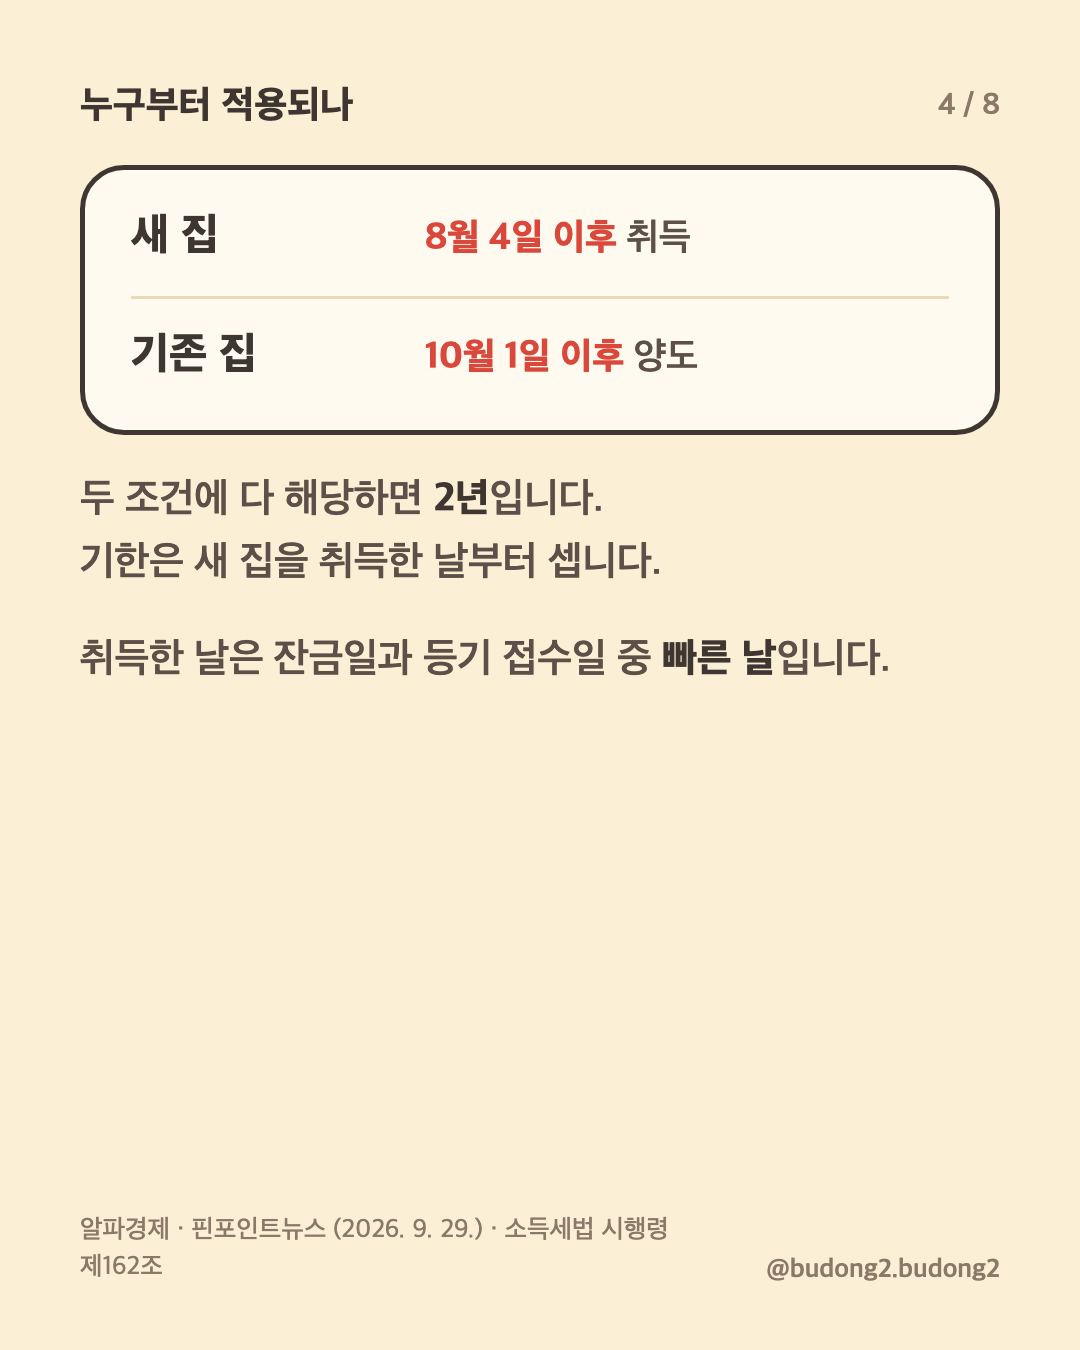 누구부터 적용되나
4 / 8
새 집
8월 4일 이후 취득
기존 집
10월 1일 이후 양도
두 조건에 다 해당하면 2년입니다.
기한은 새 집을 취득한 날부터 셉니다.
취득한 날은 잔금일과 등기 접수일 중 빠른 날입니다.
알파경제 · 핀포인트뉴스 (2026. 9. 29.) · 소득세법 시행령
제162조
@budong2.budong2